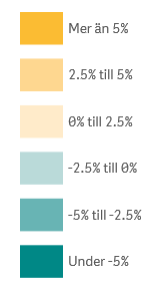 Mer än 5%
2.5% till 5%
0% till 2.5%
-2.5% till 0%
-5% till -2.5%
Under -5%